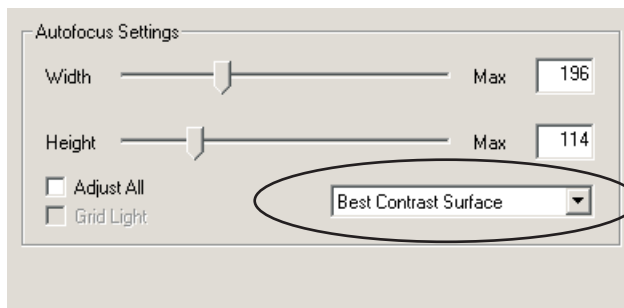 Autofocus Settings
Width Max 196
Height Max 114
Adjust All
Best Contrast Surface
Grid Light